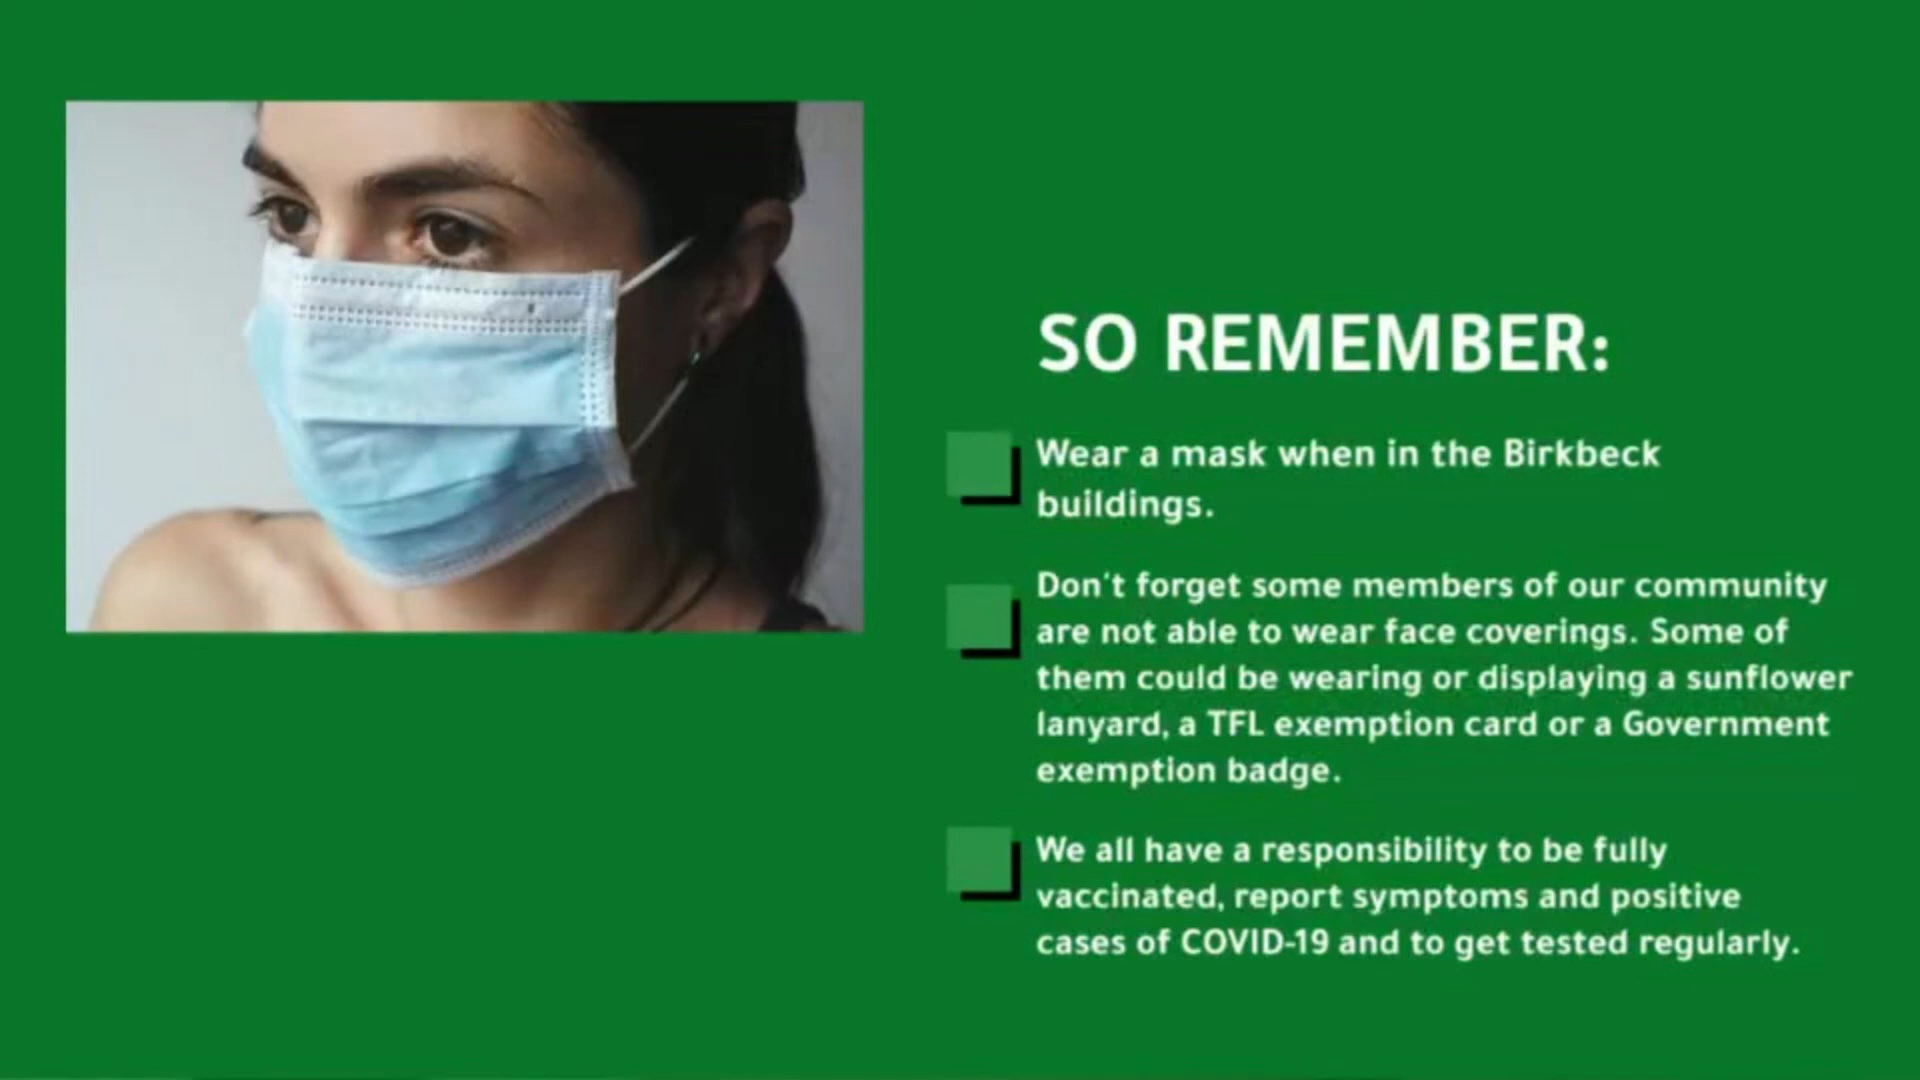 SO REMEMBER:
Wear a mask when in the Birkbeck
buildings.
Don't forget some members of our community
are not able to wear face coverings. Some of
them could be wearing or displaying a sunflower
lanyard, a TFL exemption card or a Government
exemption badge.
We all have a responsibility to be fully
vaccinated, report symptoms and positive
cases of COVID-19 and to get tested regularly.